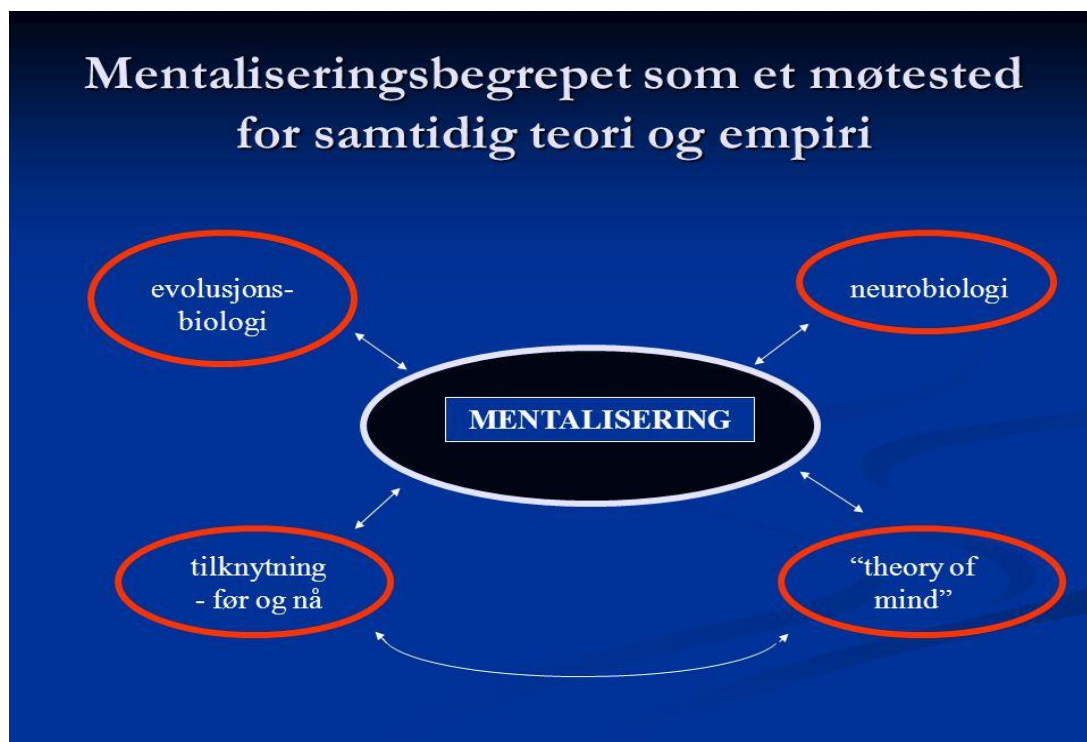 Mentaliseringsbegrepet som et møtested
for samtidig teori og empiri
evolusjons-
biologi
neurobiologi
MENTALISERING
tilknytning
- før og nå
“theory of
mind”